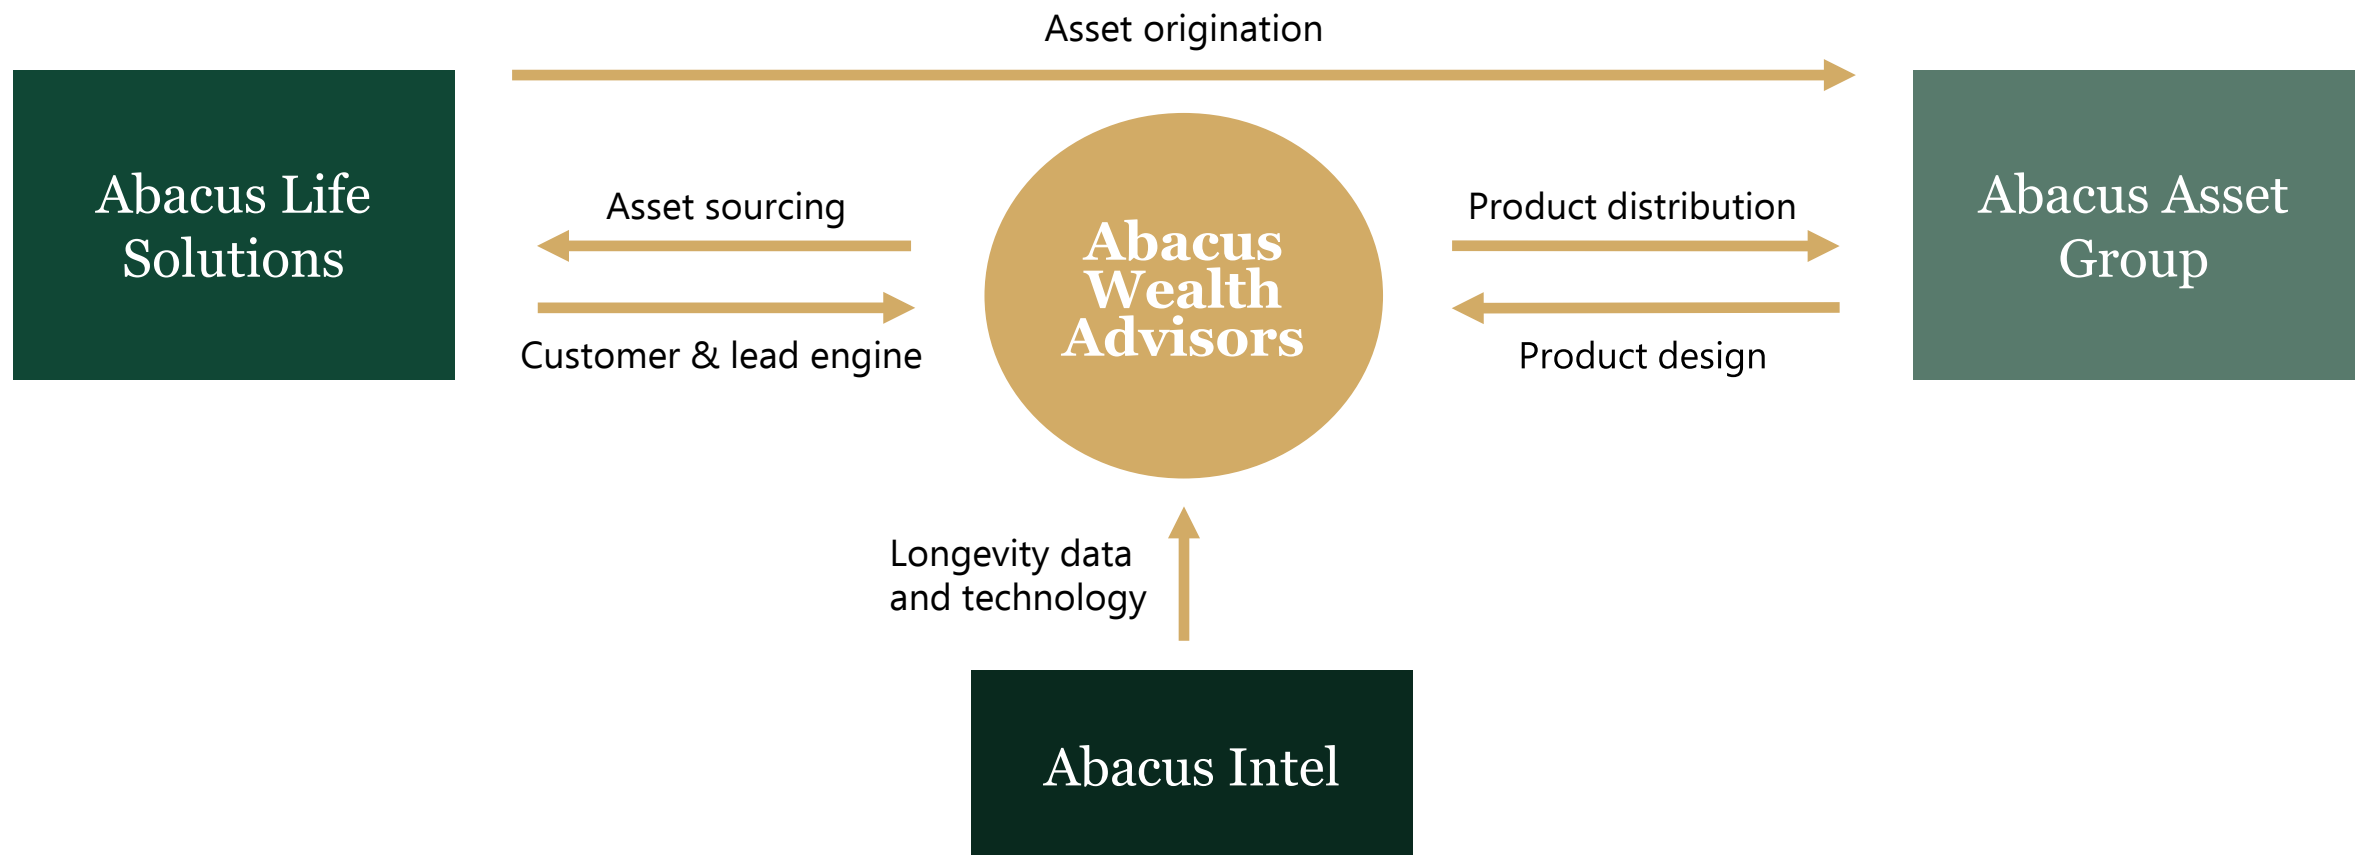 Asset origination
Abacus Life
Solutions
Asset sourcing
Customer & lead engine
Abacus
Wealth
Advisors
Product distribution
Product design
Abacus Asset
Group
Longevity data
and technology
Abacus Intel